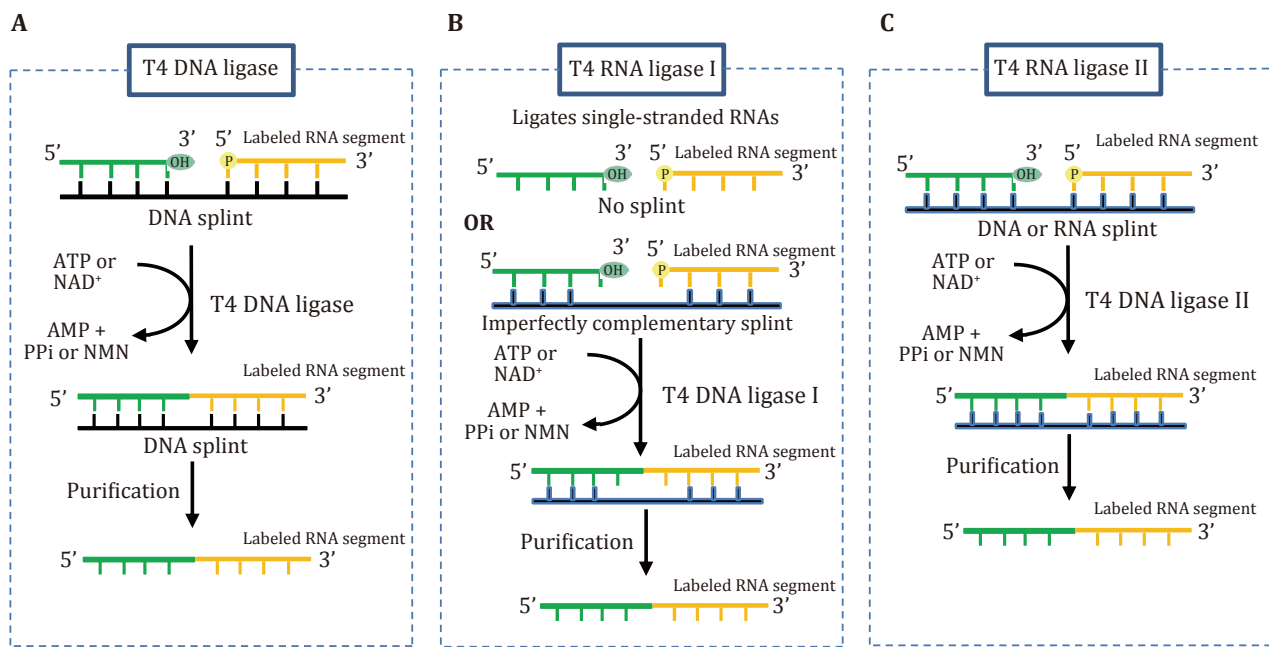 A
T4 DNA ligase
5’
3’
5’
Labeled RNA segment
OH
P
3’
DNA splint
ATP or
NAD⁺
T4 DNA ligase
AMP +
PPi or NMN
Labeled RNA segment
5’
3’
DNA splint
Purification
Labeled RNA segment
5’
3’
B
T4 RNA ligase I
Ligates single-stranded RNAs
3’
5’
Labeled RNA segment
5’
OH
P
3’
No splint
OR
3’
5’
Labeled RNA segment
5’
OH
P
3’
Imperfectly complementary splint
ATP or
NAD⁺
T4 DNA ligase I
AMP +
PPi or NMN
Labeled RNA segment
5’
3’
Purification
Labeled RNA segment
5’
3’
C
T4 RNA ligase II
3’
5’
Labeled RNA segment
5’
OH
P
3’
DNA or RNA splint
ATP or
NAD⁺
T4 DNA ligase II
AMP +
PPi or NMN
Labeled RNA segment
5’
3’
Purification
Labeled RNA segment
5’
3’